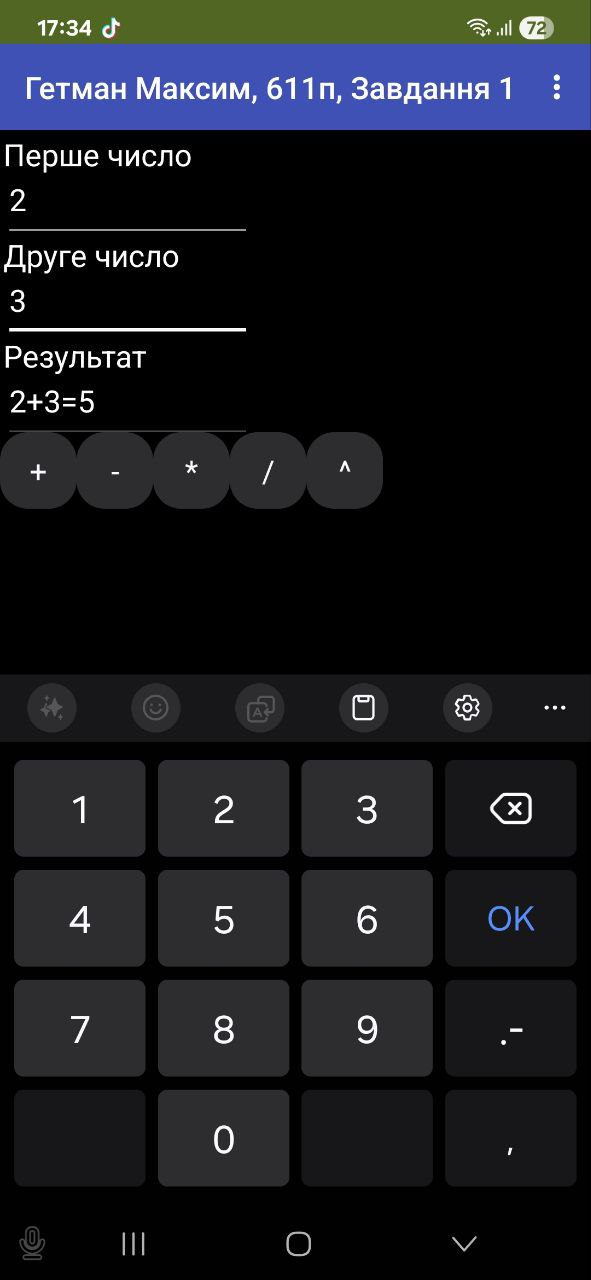 17:34 72
Гетман Максим, 611п, Завдання 1
Перше число
2
Друге число
3
Результат
2+3=5
+ - * / ^
1 2 3
4 5 6 OK
7 8 9 .-
0 ,